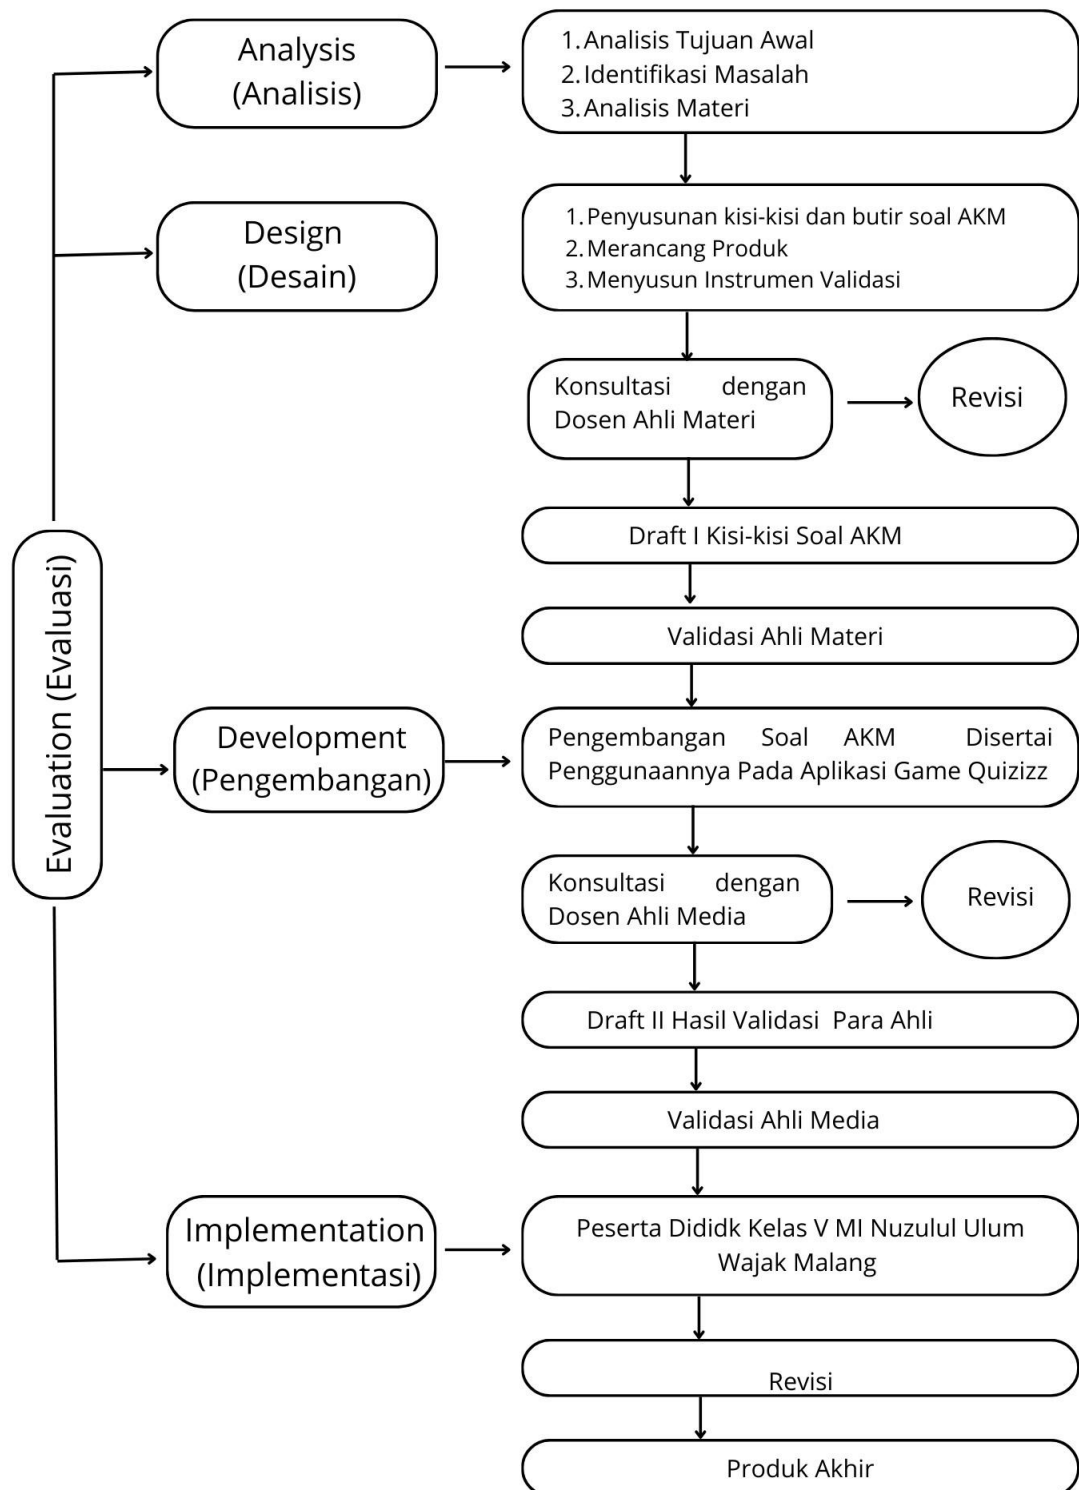 Analysis
(Analisis)
1. Analisis Tujuan Awal
2. Identifikasi Masalah
3. Analisis Materi
Design
(Desain)
1. Penyusunan kisi-kisi dan butir soal AKM
2. Merancang Produk
3. Menyusun Instrumen Validasi
Konsultasi dengan
Dosen Ahli Materi
Revisi
Draft I Kisi-kisi Soal AKM
Validasi Ahli Materi
Evaluation (Evaluasi)
Development
(Pengembangan)
Pengembangan Soal AKM Disertai
Penggunaannya Pada Aplikasi Game Quizizz
Konsultasi dengan
Dosen Ahli Media
Revisi
Draft II Hasil Validasi Para Ahli
Validasi Ahli Media
Implementation
(Implementasi)
Peserta Dididk Kelas V MI Nuzulul Ulum
Wajak Malang
Revisi
Produk Akhir